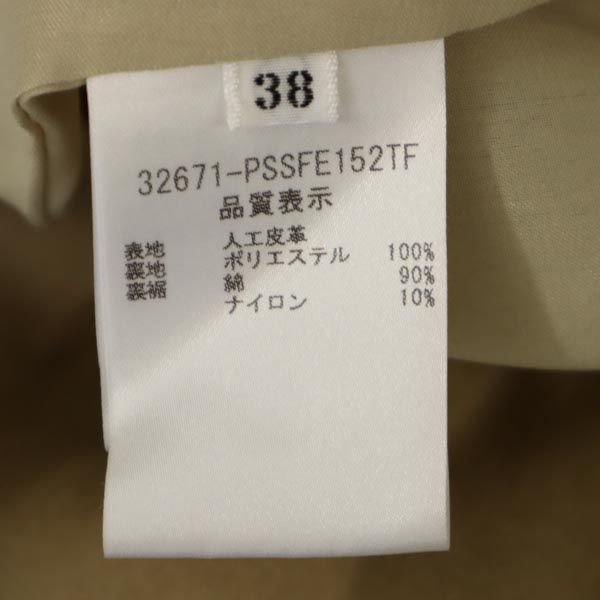 38
32671-PSSFE152TF
品質表示
表地 人工皮革
裏地 ポリエステル 100%
裏裾 綿 90%
ナイロン 10%